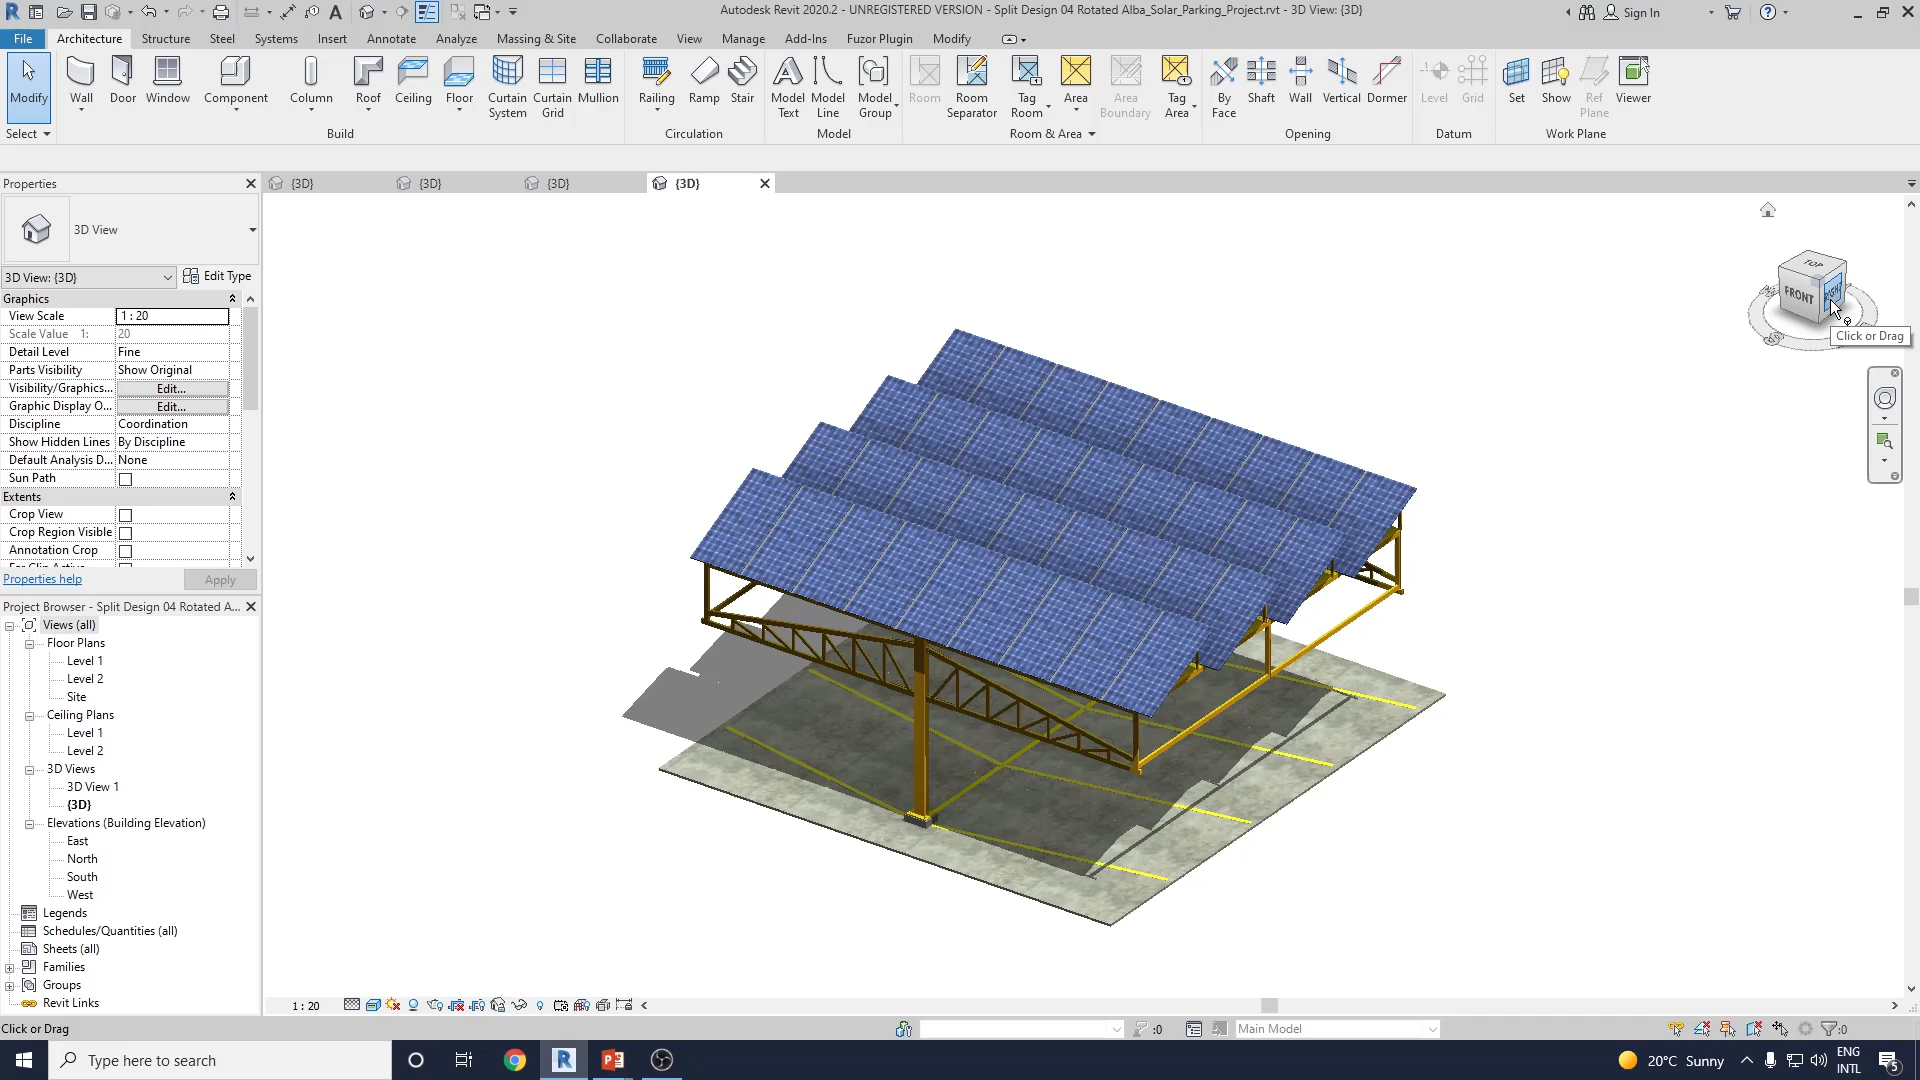 Autodesk Revit 2020.2 - UNREGISTERED VERSION - Split Design 04 Rotated Alba_Solar_Parking_Project.rvt - 3D View: {3D}
Sign In
File Architecture Structure Steel Systems Insert Annotate Analyze Massing & Site Collaborate View Manage Add-Ins Fuzor Plugin Modify
Modify Wall Door Window Component Column Roof Ceiling Floor Curtain System Curtain Grid Mullion Railing Ramp Stair Model Text Model Line Model Group Room Room Separator Tag Room Area Area Boundary Tag Area By Face Shaft Wall Vertical Dormer Level Grid Set Show Ref Plane Viewer
Select Build Circulation Model Room & Area Opening Datum Work Plane
Properties
{3D} {3D} {3D} {3D}
3D View
3D View: {3D} Edit Type
Graphics
View Scale 1 : 20
Scale Value 1: 20
Detail Level Fine
Parts Visibility Show Original
Visibility/Graphics... Edit...
Graphic Display O... Edit...
Discipline Coordination
Show Hidden Lines By Discipline
Default Analysis D... None
Sun Path
Extents
Crop View
Crop Region Visible
Annotation Crop
Properties help Apply
Project Browser - Split Design 04 Rotated A...
Views (all)
Floor Plans
Level 1
Level 2
Site
Ceiling Plans
Level 1
Level 2
3D Views
3D View 1
{3D}
Elevations (Building Elevation)
East
North
South
West
Legends
Schedules/Quantities (all)
Sheets (all)
Families
Groups
Revit Links
TOP
FRONT
RIGHT
Click or Drag
1 : 20
Click or Drag
:0
Main Model
:0
Type here to search
20°C Sunny
ENG
INTL
5